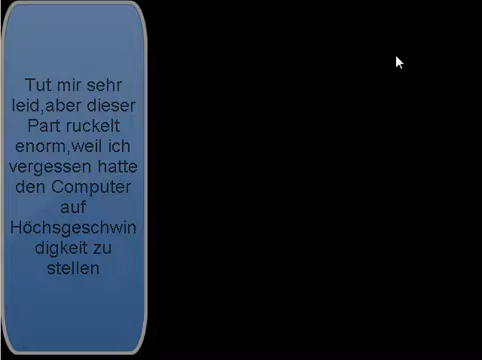 Tut mir sehr
leid,aber dieser
Part ruckelt
enorm,weil ich
vergessen hatte
den Computer
auf
Höchsgeschwin
digkeit zu
stellen